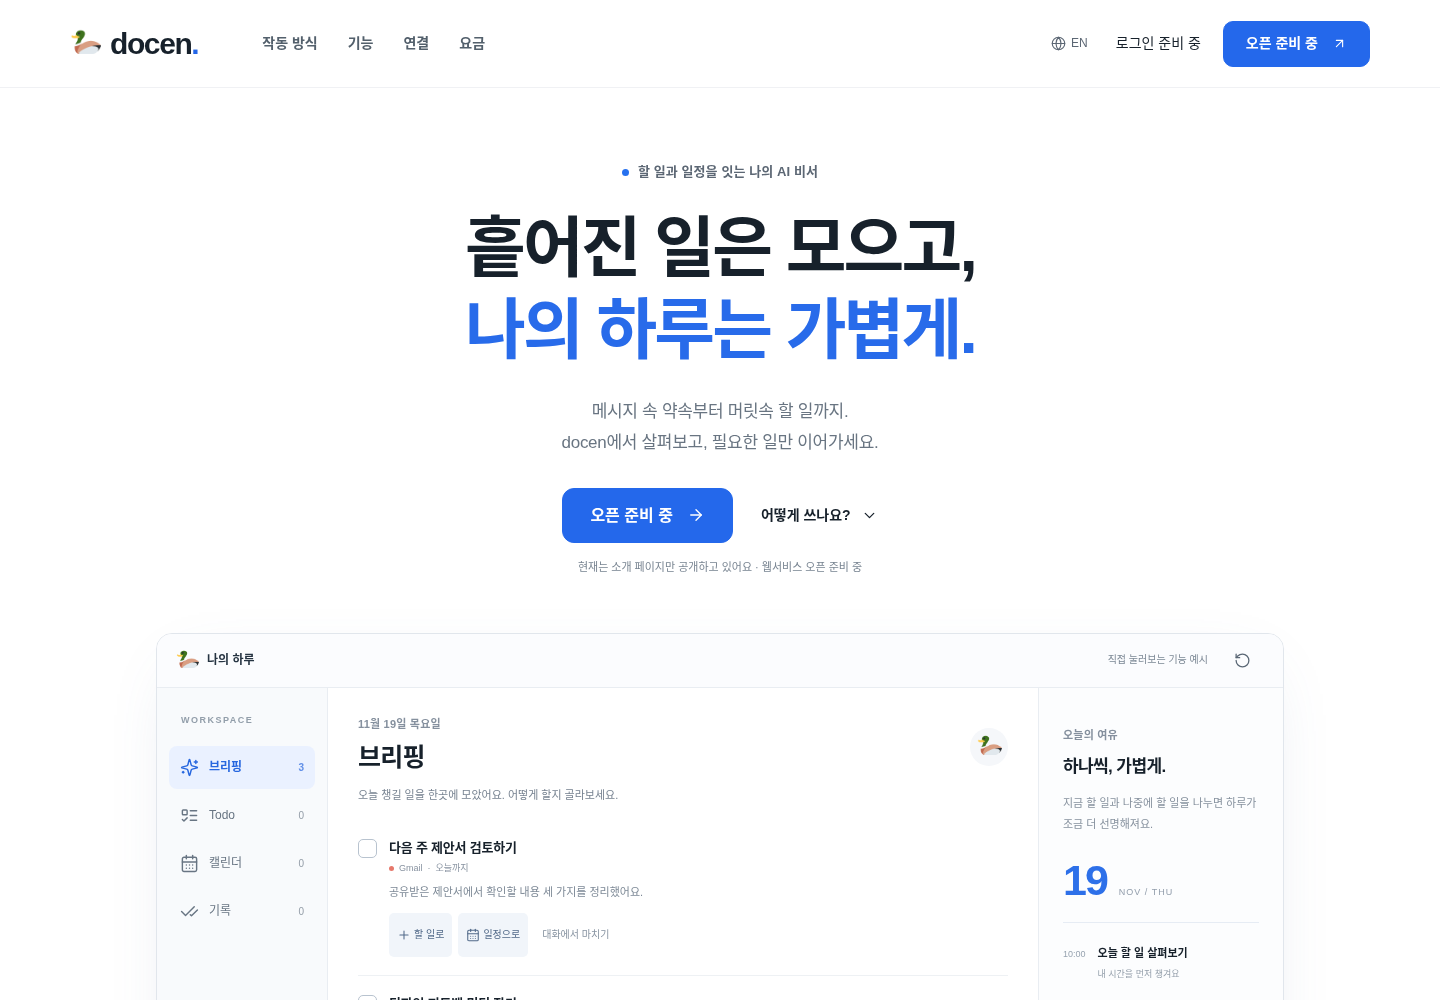 docen.
작동 방식
기능
연결
요금
EN
로그인 준비 중
오픈 준비 중
할 일과 일정을 잇는 나의 AI 비서
흩어진 일은 모으고,
나의 하루는 가볍게.
메시지 속 약속부터 머릿속 할 일까지.
docen에서 살펴보고, 필요한 일만 이어가세요.
오픈 준비 중
어떻게 쓰나요?
현재는 소개 페이지만 공개하고 있어요 · 웹서비스 오픈 준비 중
나의 하루
직접 눌러보는 기능 예시
WORKSPACE
브리핑 3
Todo 0
캘린더 0
기록 0
11월 19일 목요일
브리핑
오늘 챙길 일을 한곳에 모았어요. 어떻게 할지 골라보세요.
다음 주 제안서 검토하기
Gmail · 오늘까지
공유받은 제안서에서 확인할 내용 세 가지를 정리했어요.
할 일로
일정으로
대화에서 마치기
오늘의 여유
하나씩, 가볍게.
지금 할 일과 나중에 할 일을 나누면 하루가
조금 더 선명해져요.
19 NOV / THU
10:00 오늘 할 일 살펴보기
내 시간을 먼저 챙겨요